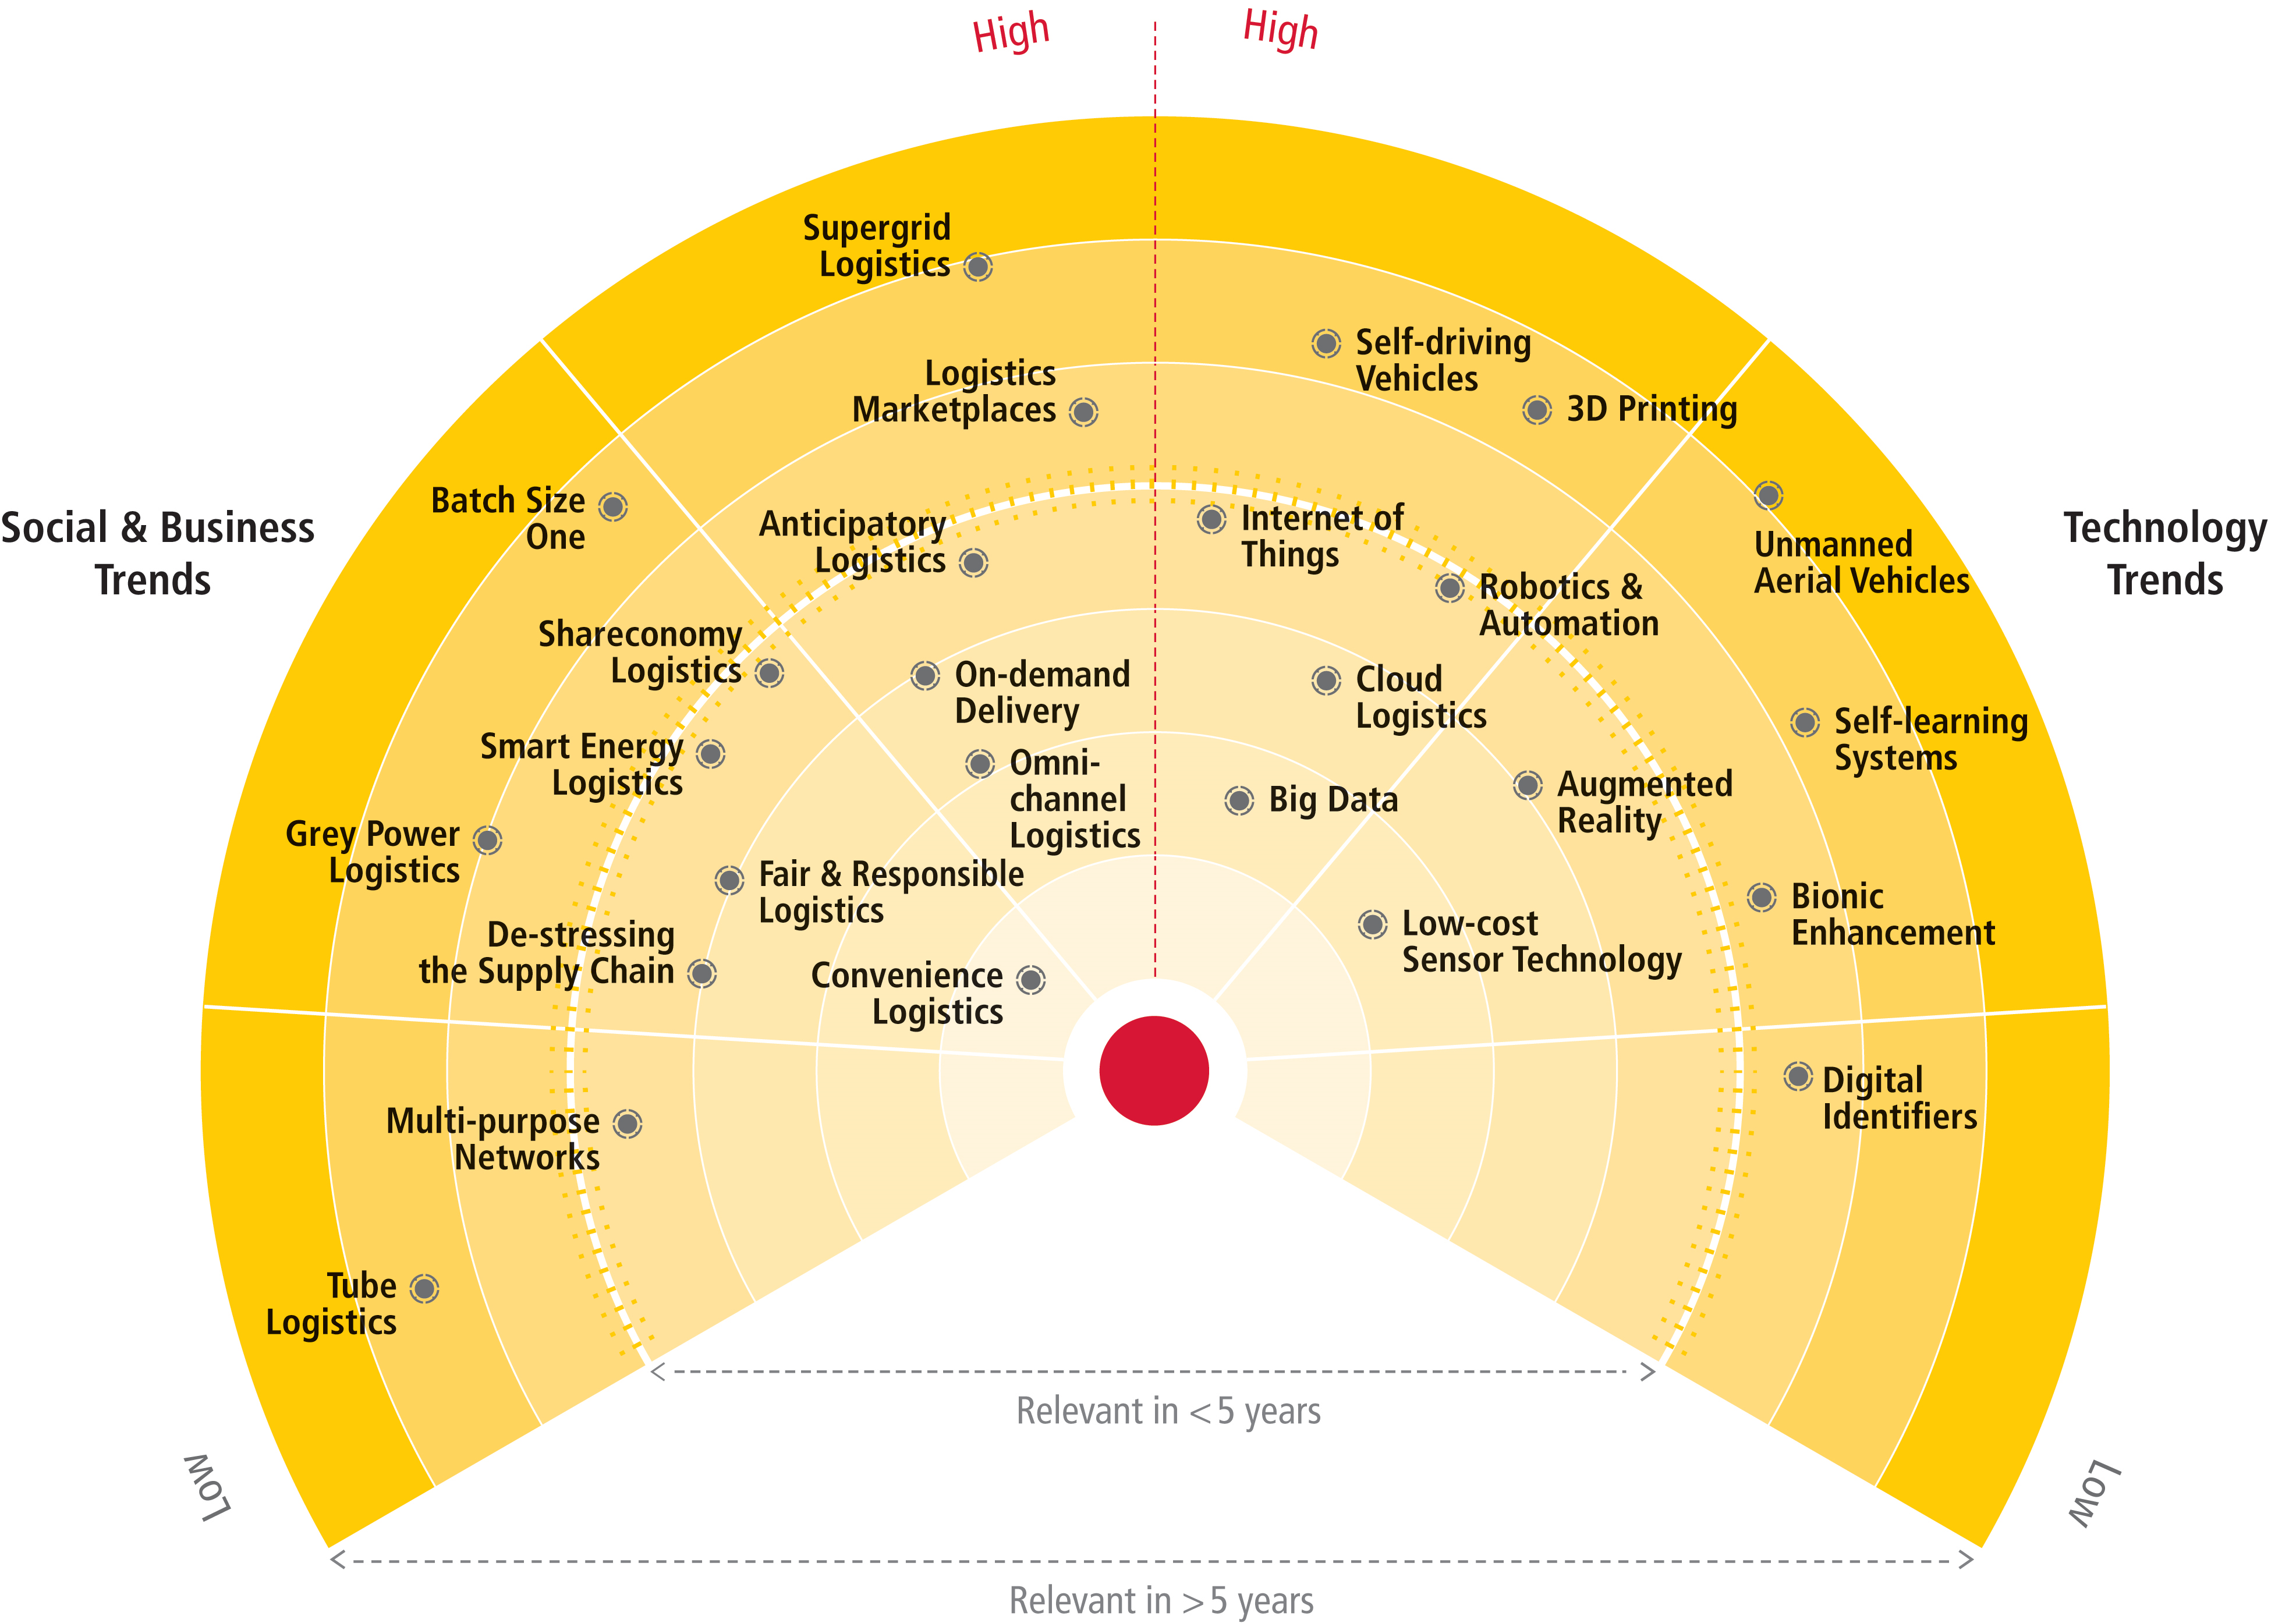 High
High
Supergrid
Logistics
Self-driving
Vehicles
Logistics
Marketplaces
3D Printing
Batch Size
One
Social & Business
Trends
Anticipatory
Logistics
Internet of
Things
Technology
Trends
Unmanned
Aerial Vehicles
Robotics &
Automation
Shareconomy
Logistics
On-demand
Delivery
Cloud
Logistics
Self-learning
Systems
Smart Energy
Logistics
Omni-
channel
Logistics
Big Data
Augmented
Reality
Grey Power
Logistics
Fair & Responsible
Logistics
Bionic
Enhancement
De-stressing
the Supply Chain
Low-cost
Sensor Technology
Convenience
Logistics
Digital
Identifiers
Multi-purpose
Networks
Tube
Logistics
Relevant in <5 years
Low
Low
Relevant in >5 years